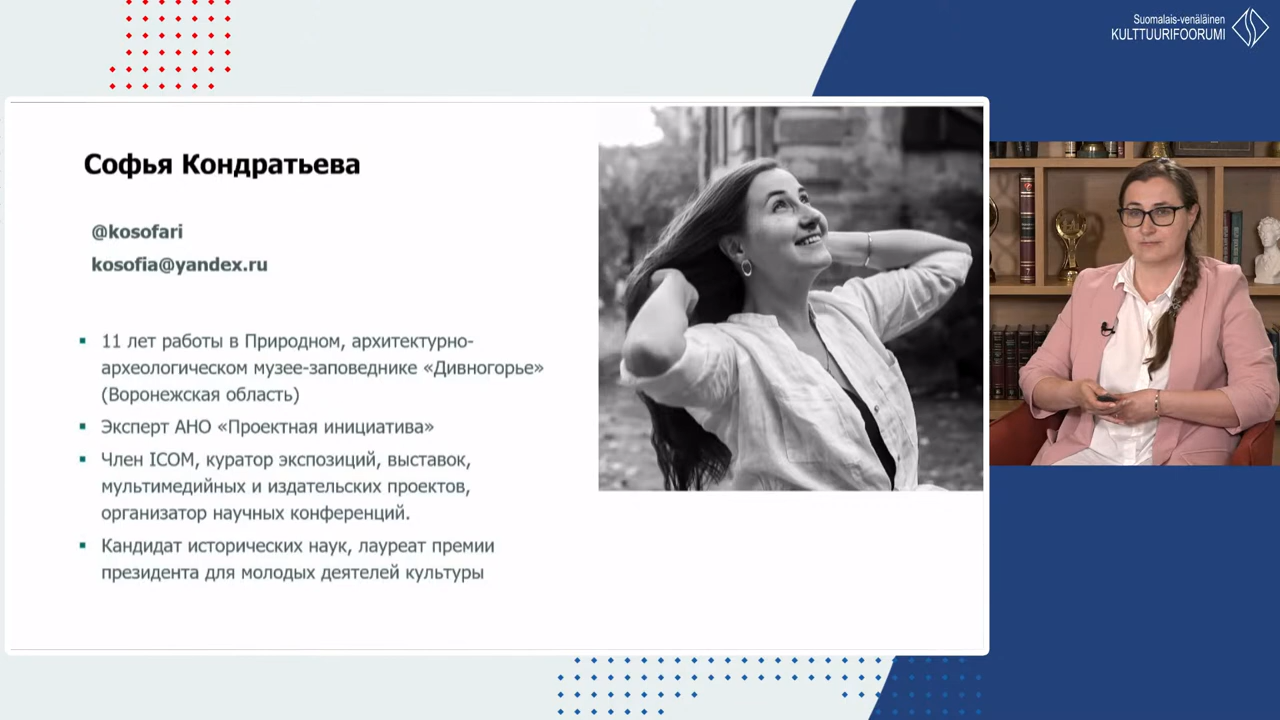 Suomalais-venäläinen
KULTTUURIFOORUMI
Софья Кондратьева
@kosofari
kosofia@yandex.ru
▪ 11 лет работы в Природном, архитектурно-
археологическом музее-заповеднике «Дивногорье»
(Воронежская область)
▪ Эксперт АНО «Проектная инициатива»
▪ Член ICOM, куратор экспозиций, выставок,
мультимедийных и издательских проектов,
организатор научных конференций.
▪ Кандидат исторических наук, лауреат премии
президента для молодых деятелей культуры